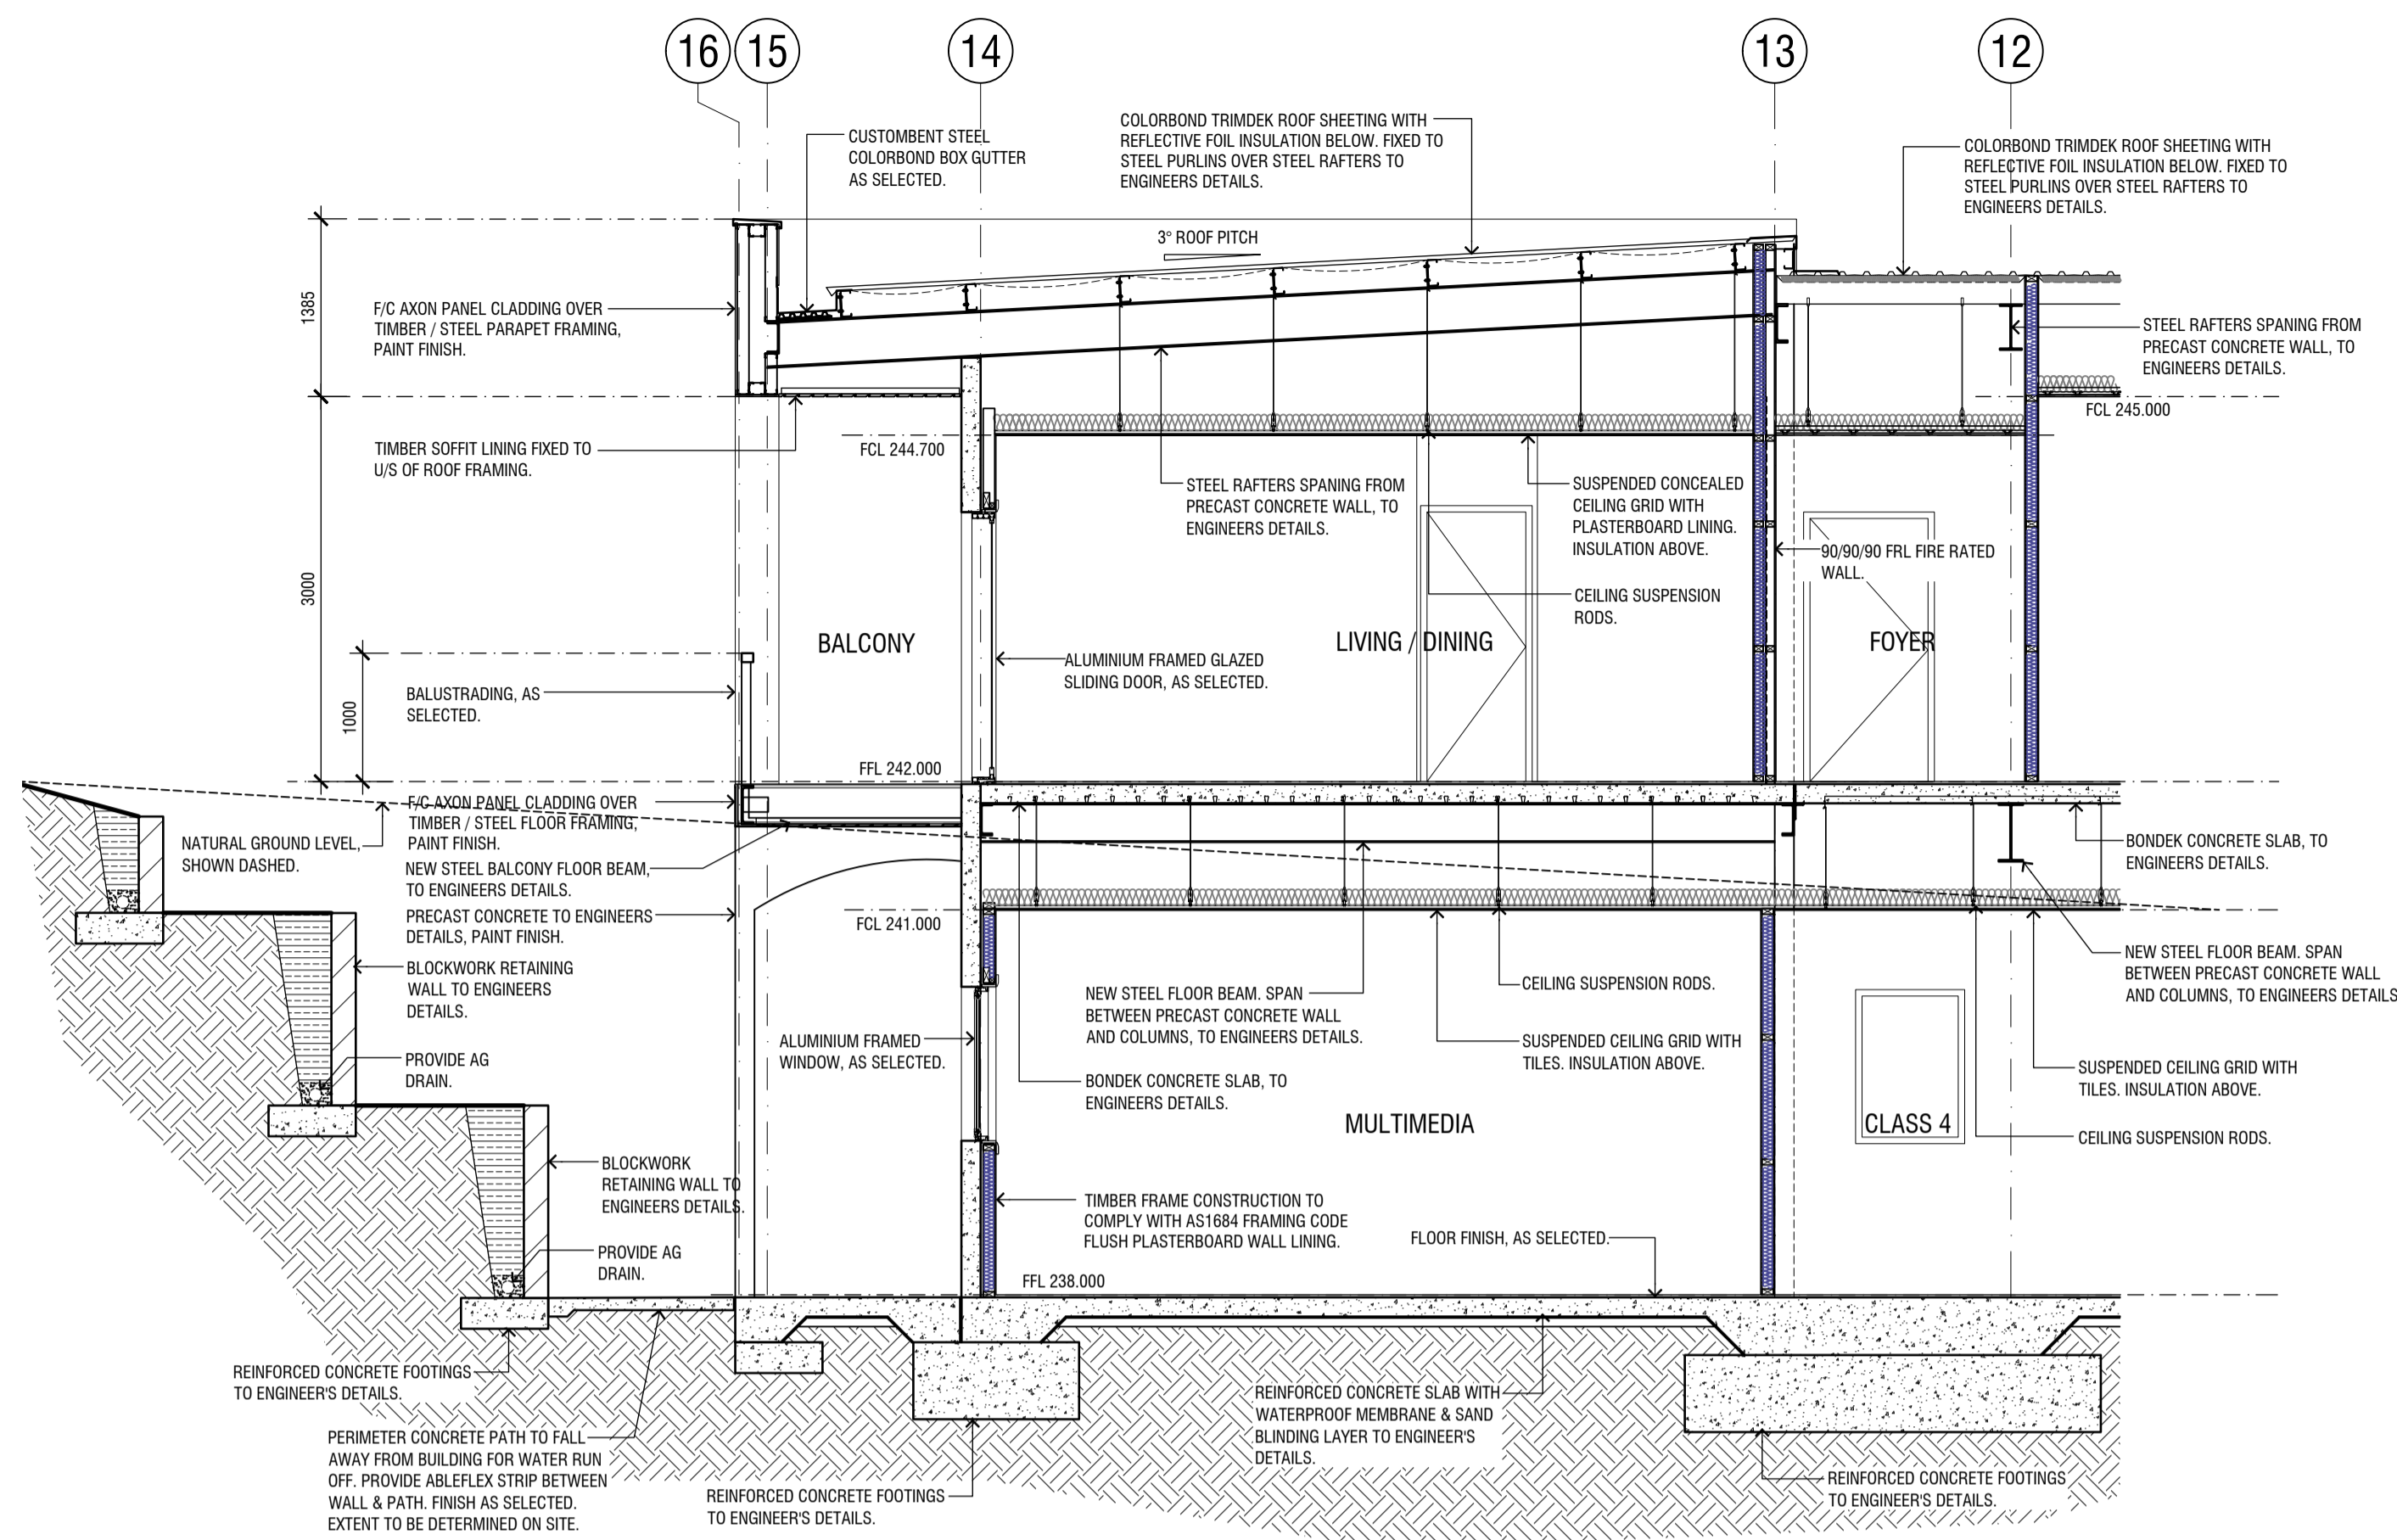 16
15
14
13
12
CUSTOMBENT STEEL
COLORBOND BOX GUTTER
AS SELECTED.
COLORBOND TRIMDEK ROOF SHEETING WITH
REFLECTIVE FOIL INSULATION BELOW. FIXED TO
STEEL PURLINS OVER STEEL RAFTERS TO
ENGINEERS DETAILS.
COLORBOND TRIMDEK ROOF SHEETING WITH
REFLECTIVE FOIL INSULATION BELOW. FIXED TO
STEEL PURLINS OVER STEEL RAFTERS TO
ENGINEERS DETAILS.
3° ROOF PITCH
1385
F/C AXON PANEL CLADDING OVER
TIMBER / STEEL PARAPET FRAMING,
PAINT FINISH.
STEEL RAFTERS SPANING FROM
PRECAST CONCRETE WALL, TO
ENGINEERS DETAILS.
FCL 245.000
TIMBER SOFFIT LINING FIXED TO
U/S OF ROOF FRAMING.
FCL 244.700
STEEL RAFTERS SPANING FROM
PRECAST CONCRETE WALL, TO
ENGINEERS DETAILS.
SUSPENDED CONCEALED
CEILING GRID WITH
PLASTERBOARD LINING.
INSULATION ABOVE.
90/90/90 FRL FIRE RATED
WALL.
3000
CEILING SUSPENSION
RODS.
BALCONY
LIVING / DINING
FOYER
ALUMINIUM FRAMED GLAZED
SLIDING DOOR, AS SELECTED.
BALUSTRADING, AS
SELECTED.
1000
FFL 242.000
F/C AXON PANEL CLADDING OVER
TIMBER / STEEL FLOOR FRAMING,
PAINT FINISH.
NATURAL GROUND LEVEL,
SHOWN DASHED.
BONDEK CONCRETE SLAB, TO
ENGINEERS DETAILS.
NEW STEEL BALCONY FLOOR BEAM,
TO ENGINEERS DETAILS.
PRECAST CONCRETE TO ENGINEERS
DETAILS, PAINT FINISH.
FCL 241.000
BLOCKWORK RETAINING
WALL TO ENGINEERS
DETAILS.
NEW STEEL FLOOR BEAM. SPAN
BETWEEN PRECAST CONCRETE WALL
AND COLUMNS, TO ENGINEERS DETAILS
NEW STEEL FLOOR BEAM. SPAN
BETWEEN PRECAST CONCRETE WALL
AND COLUMNS, TO ENGINEERS DETAILS.
CEILING SUSPENSION RODS.
ALUMINIUM FRAMED
WINDOW, AS SELECTED.
SUSPENDED CEILING GRID WITH
TILES. INSULATION ABOVE.
PROVIDE AG
DRAIN.
BONDEK CONCRETE SLAB, TO
ENGINEERS DETAILS.
SUSPENDED CEILING GRID WITH
TILES. INSULATION ABOVE.
MULTIMEDIA
CLASS 4
CEILING SUSPENSION RODS.
BLOCKWORK
RETAINING WALL TO
ENGINEERS DETAILS.
TIMBER FRAME CONSTRUCTION TO
COMPLY WITH AS1684 FRAMING CODE
FLUSH PLASTERBOARD WALL LINING.
FLOOR FINISH, AS SELECTED.
PROVIDE AG
DRAIN.
FFL 238.000
REINFORCED CONCRETE FOOTINGS
TO ENGINEER'S DETAILS.
REINFORCED CONCRETE SLAB WITH
WATERPROOF MEMBRANE & SAND
BLINDING LAYER TO ENGINEER'S
DETAILS.
PERIMETER CONCRETE PATH TO FALL
AWAY FROM BUILDING FOR WATER RUN
OFF. PROVIDE ABLEFLEX STRIP BETWEEN
WALL & PATH. FINISH AS SELECTED.
EXTENT TO BE DETERMINED ON SITE.
REINFORCED CONCRETE FOOTINGS
TO ENGINEER'S DETAILS.
REINFORCED CONCRETE FOOTINGS
TO ENGINEER'S DETAILS.